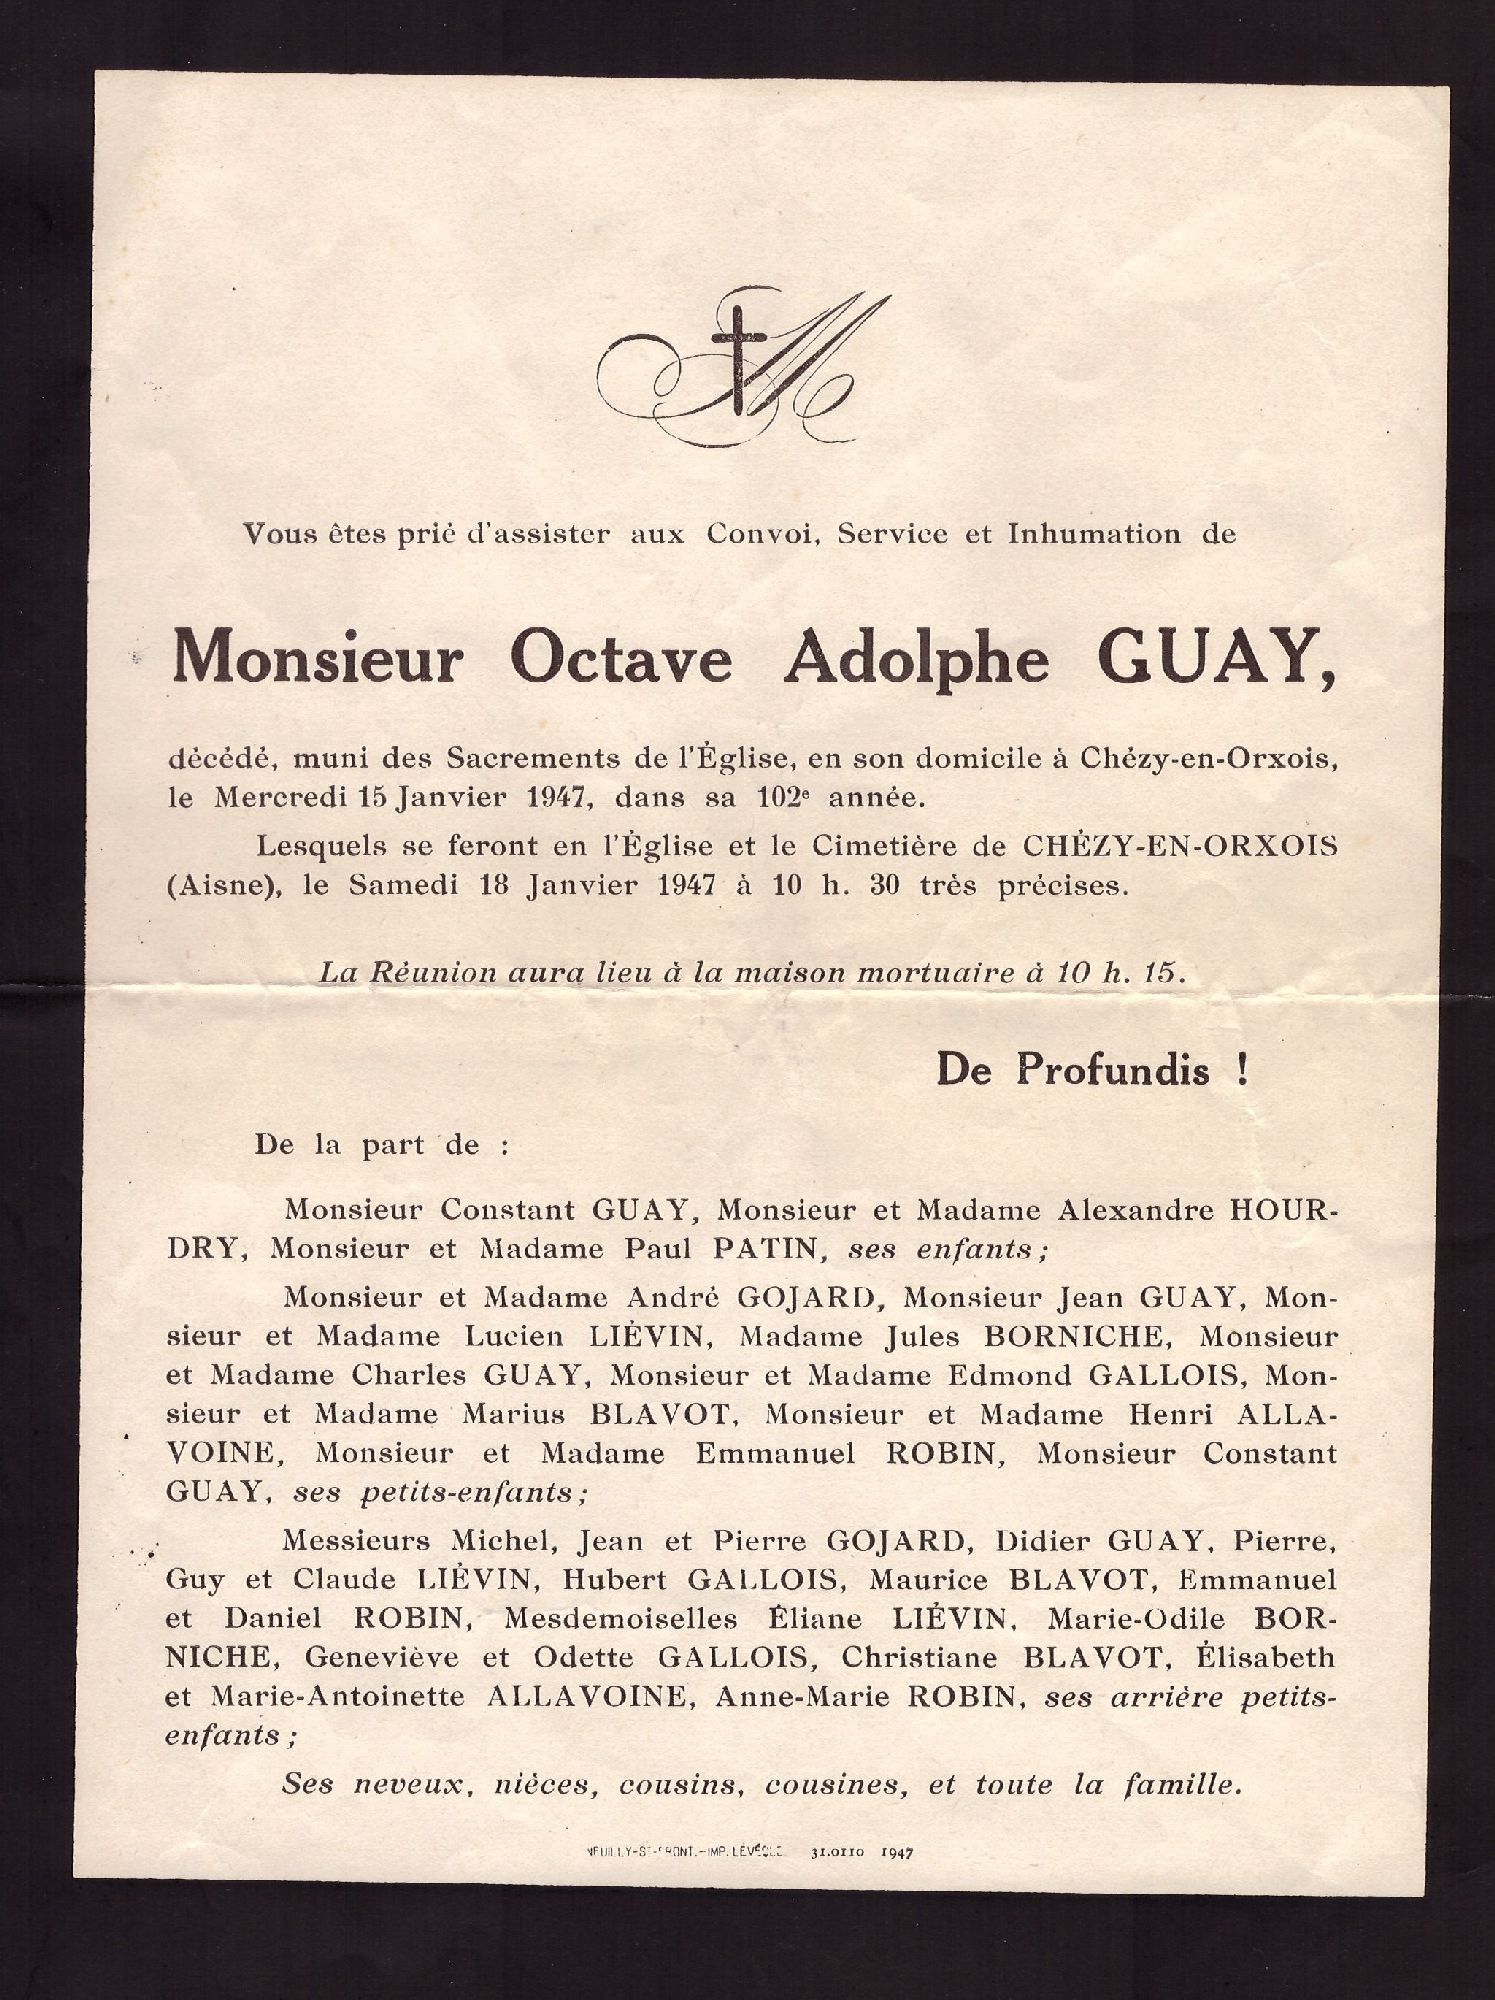 M
Vous êtes prié d'assister aux Convoi, Service et Inhumation de
Monsieur Octave Adolphe GUAY,
décédé, muni des Sacrements de l'Église, en son domicile à Chézy-en-Orxois,
le Mercredi 15 Janvier 1947, dans sa 102e année.
Lesquels se feront en l'Église et le Cimetière de CHÉZY-EN-ORXOIS
(Aisne), le Samedi 18 Janvier 1947 à 10 h. 30 très précises.
La Réunion aura lieu à la maison mortuaire à 10 h. 15.
De Profundis !
De la part de :
Monsieur Constant GUAY, Monsieur et Madame Alexandre HOUR-
DRY, Monsieur et Madame Paul PATIN, ses enfants ;
Monsieur et Madame André GOJARD, Monsieur Jean GUAY, Mon-
sieur et Madame Lucien LIÉVIN, Madame Jules BORNICHE, Monsieur
et Madame Charles GUAY, Monsieur et Madame Edmond GALLOIS, Mon-
sieur et Madame Marius BLAVOT, Monsieur et Madame Henri ALLA-
VOINE, Monsieur et Madame Emmanuel ROBIN, Monsieur Constant
GUAY, ses petits-enfants ;
Messieurs Michel, Jean et Pierre GOJARD, Didier GUAY, Pierre,
Guy et Claude LIÉVIN, Hubert GALLOIS, Maurice BLAVOT, Emmanuel
et Daniel ROBIN, Mesdemoiselles Éliane LIÉVIN, Marie-Odile BOR-
NICHE, Geneviève et Odette GALLOIS, Christiane BLAVOT, Élisabeth
et Marie-Antoinette ALLAVOINE, Anne-Marie ROBIN, ses arrière petits-
enfants ;
Ses neveux, nièces, cousins, cousines, et toute la famille.
NEUILLY-St-FRONT.-IMP. LÉVÊQUE 31.0110 1947